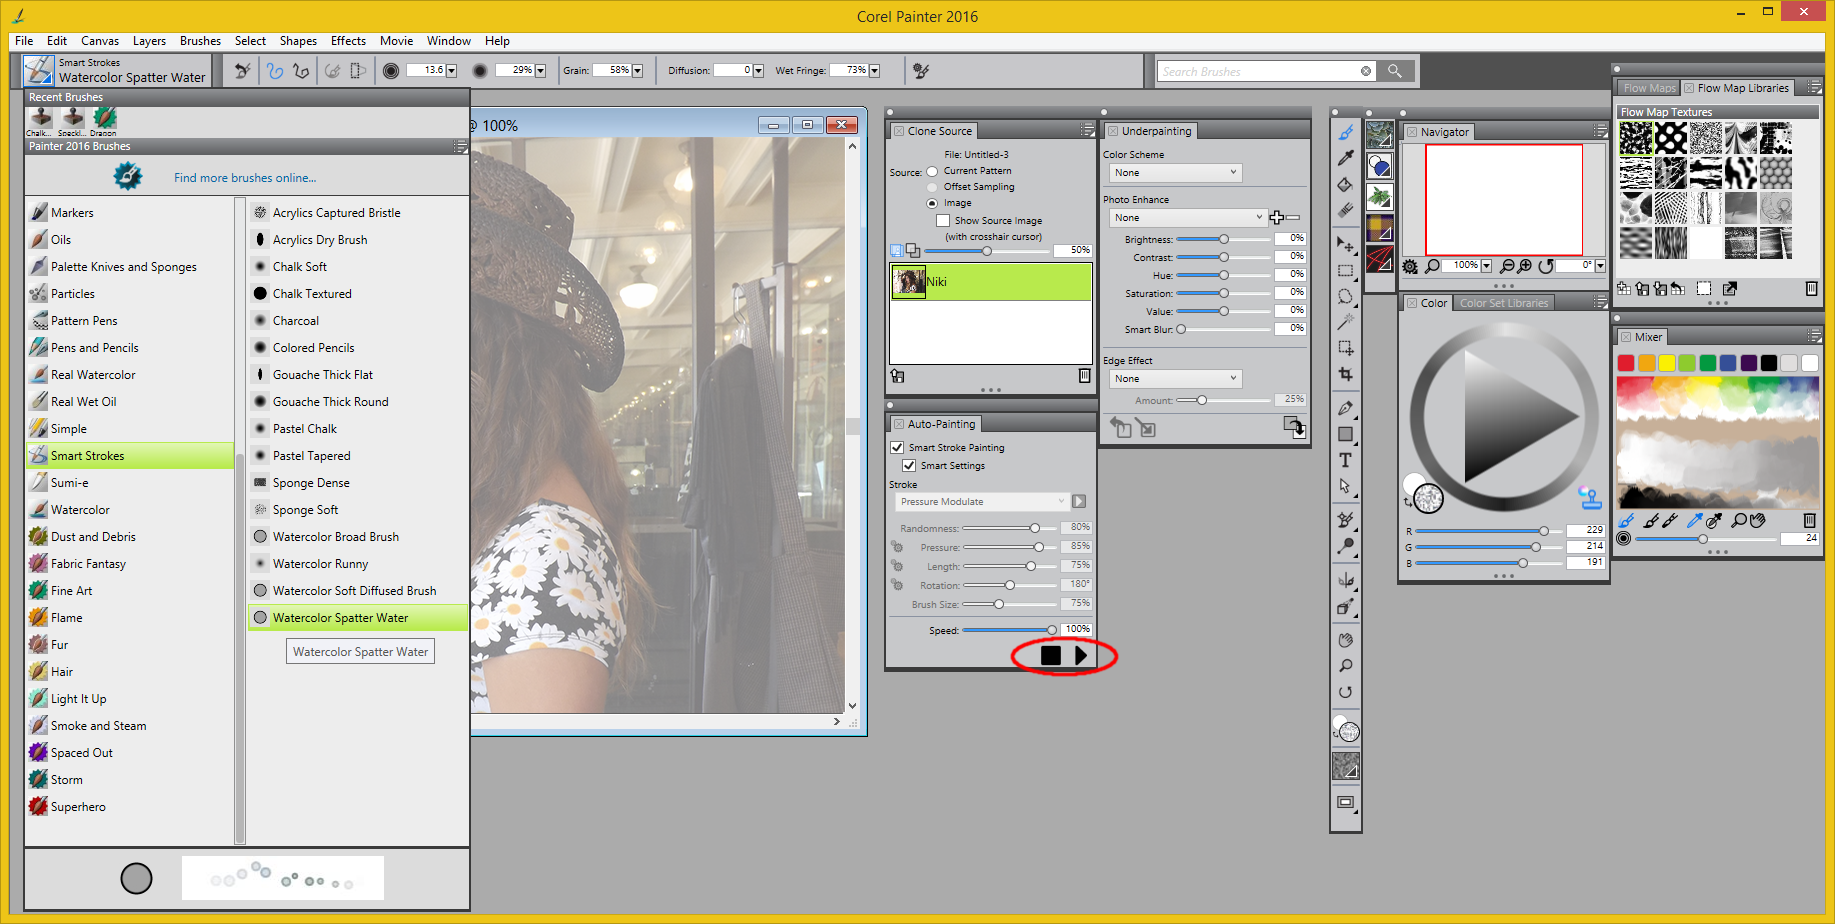 Corel Painter 2016
File Edit Canvas Layers Brushes Select Shapes Effects Movie Window Help
Smart Strokes
Watercolor Spatter Water
13.6 29% Grain: 58% Diffusion: 0 Wet Fringe: 73%
Search Brushes
Recent Brushes
Chalk... Speckl... Dragon
Painter 2016 Brushes
Find more brushes online...
Markers
Oils
Palette Knives and Sponges
Particles
Pattern Pens
Pens and Pencils
Real Watercolor
Real Wet Oil
Simple
Smart Strokes
Sumi-e
Watercolor
Dust and Debris
Fabric Fantasy
Fine Art
Flame
Fur
Hair
Light It Up
Smoke and Steam
Spaced Out
Storm
Superhero
Acrylics Captured Bristle
Acrylics Dry Brush
Chalk Soft
Chalk Textured
Charcoal
Colored Pencils
Gouache Thick Flat
Gouache Thick Round
Pastel Chalk
Pastel Tapered
Sponge Dense
Sponge Soft
Watercolor Broad Brush
Watercolor Runny
Watercolor Soft Diffused Brush
Watercolor Spatter Water
Watercolor Spatter Water
@ 100%
Clone Source
File: Untitled-3
Source: Current Pattern
Offset Sampling
Image
Show Source Image
(with crosshair cursor)
50%
Niki
Auto-Painting
Smart Stroke Painting
Smart Settings
Stroke
Pressure Modulate
Randomness: 80%
Pressure: 85%
Length: 75%
Rotation: 180°
Brush Size: 75%
Speed: 100%
Underpainting
Color Scheme
None
Photo Enhance
None
Brightness: 0%
Contrast: 0%
Hue: 0%
Saturation: 0%
Value: 0%
Smart Blur: 0%
Edge Effect
None
Amount: 25%
T
Navigator
100% 0°
Color Color Set Libraries
R 229
G 214
B 191
Flow Maps Flow Map Libraries
Flow Map Textures
Mixer
24